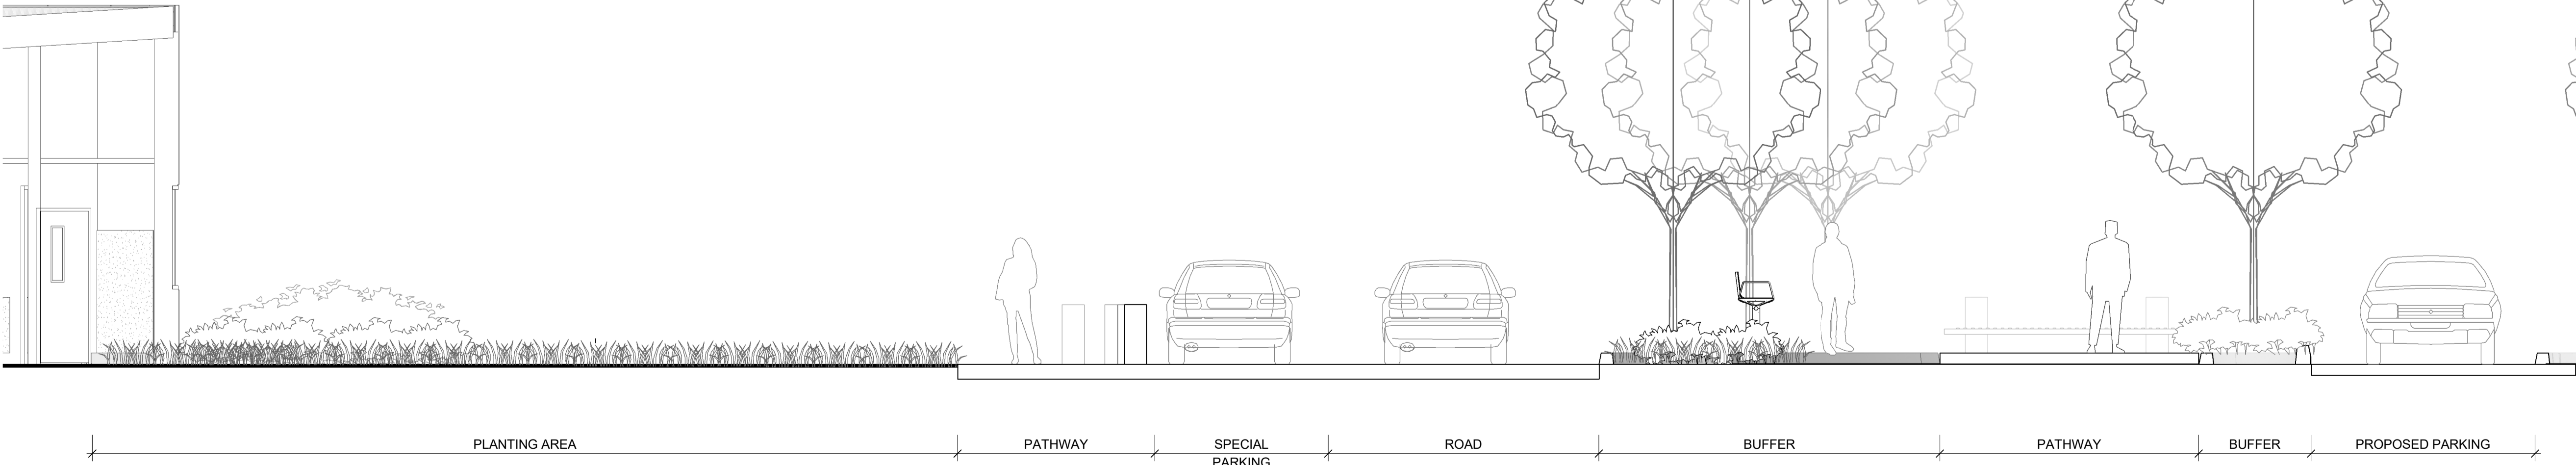 PLANTING AREA
PATHWAY
SPECIAL
PARKING
ROAD
BUFFER
PATHWAY
BUFFER
PROPOSED PARKING